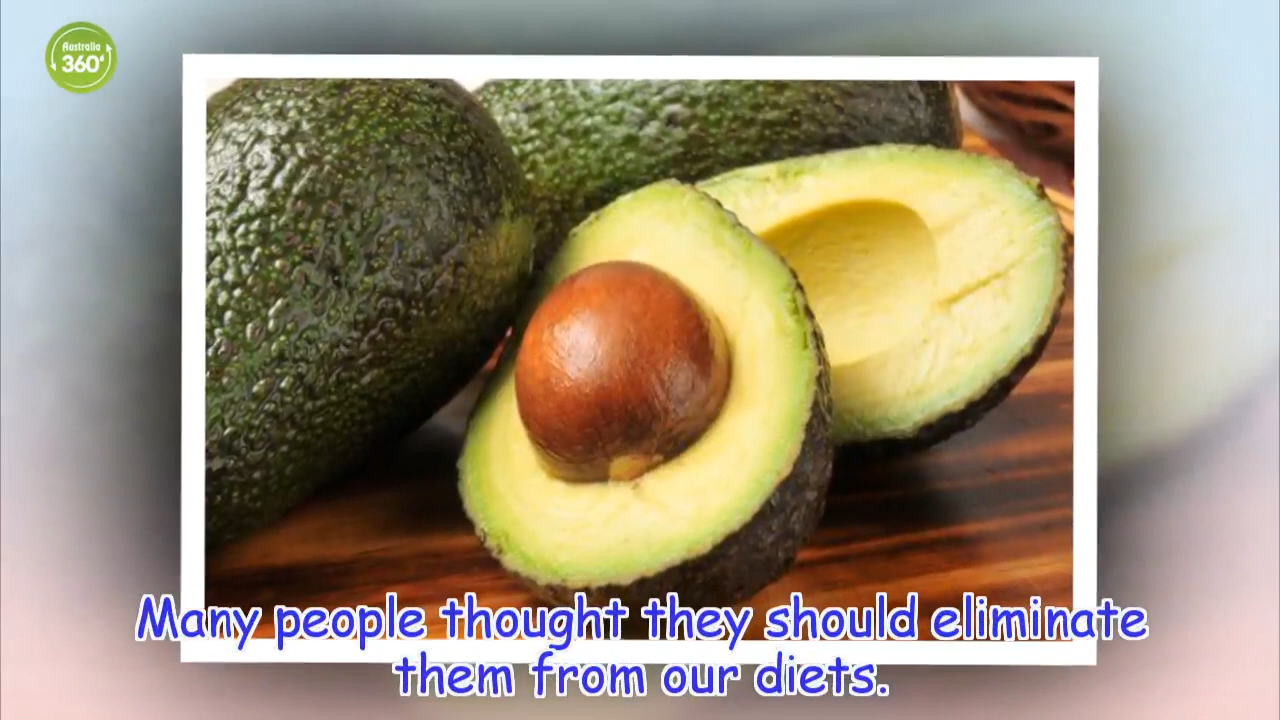 Australia
360°
Many people thought they should eliminate
them from our diets.